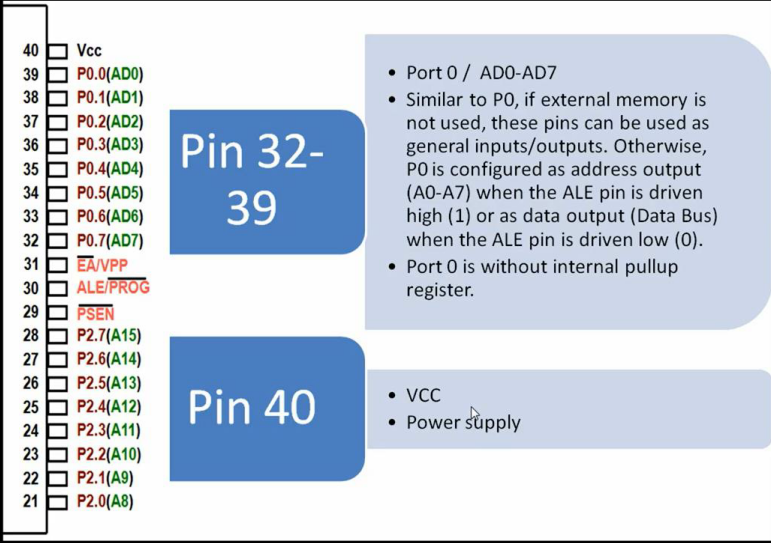 40 Vcc
39 P0.0(AD0)
38 P0.1(AD1)
37 P0.2(AD2)
36 P0.3(AD3)
35 P0.4(AD4)
34 P0.5(AD5)
33 P0.6(AD6)
32 P0.7(AD7)
31 EA/VPP
30 ALE/PROG
29 PSEN
28 P2.7(A15)
27 P2.6(A14)
26 P2.5(A13)
25 P2.4(A12)
24 P2.3(A11)
23 P2.2(A10)
22 P2.1(A9)
21 P2.0(A8)
Pin 32-
39
• Port 0 / AD0-AD7
• Similar to P0, if external memory is
not used, these pins can be used as
general inputs/outputs. Otherwise,
P0 is configured as address output
(A0-A7) when the ALE pin is driven
high (1) or as data output (Data Bus)
when the ALE pin is driven low (0).
• Port 0 is without internal pullup
register.
Pin 40
• VCC
• Power supply